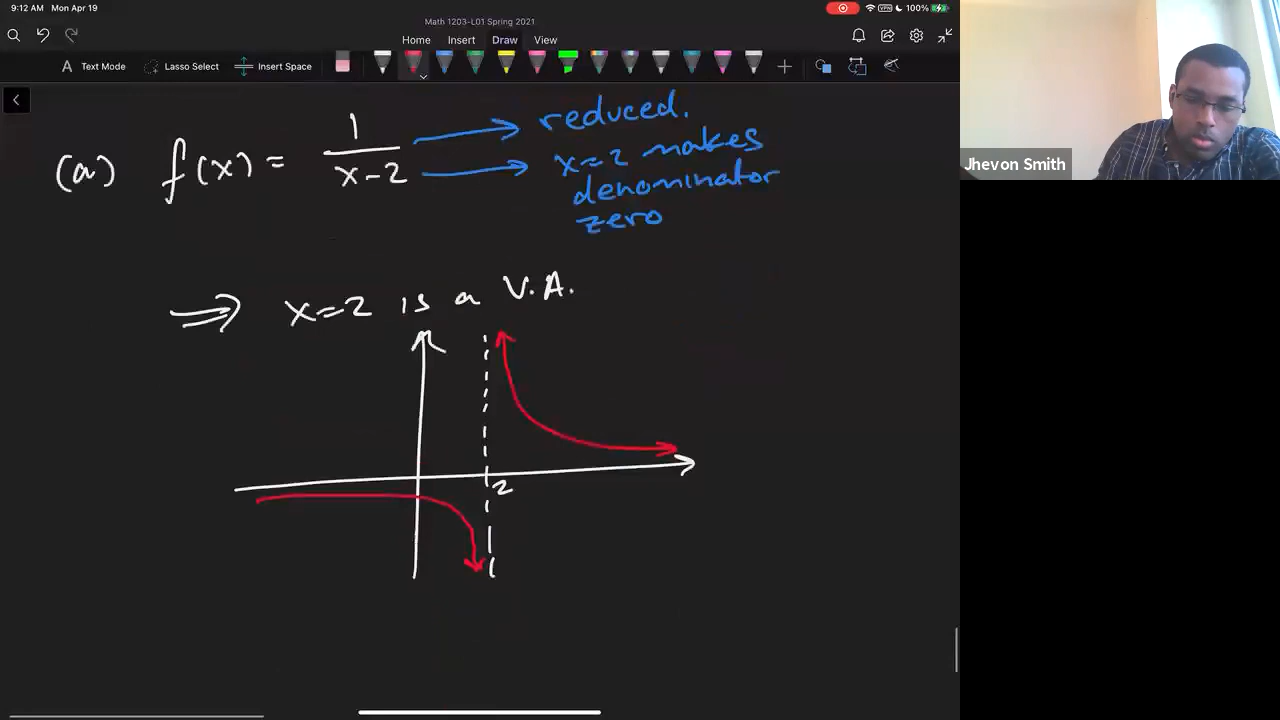 9:12 AM Mon Apr 19
VPN 100%
Math 1203-L01 Spring 2021
Home Insert Draw View
Text Mode Lasso Select Insert Space
(a) f(x) = 1/(x-2)
reduced.
x=2 makes
denominator
zero
⇒ x=2 is a V.A.
2
Jhevon Smith